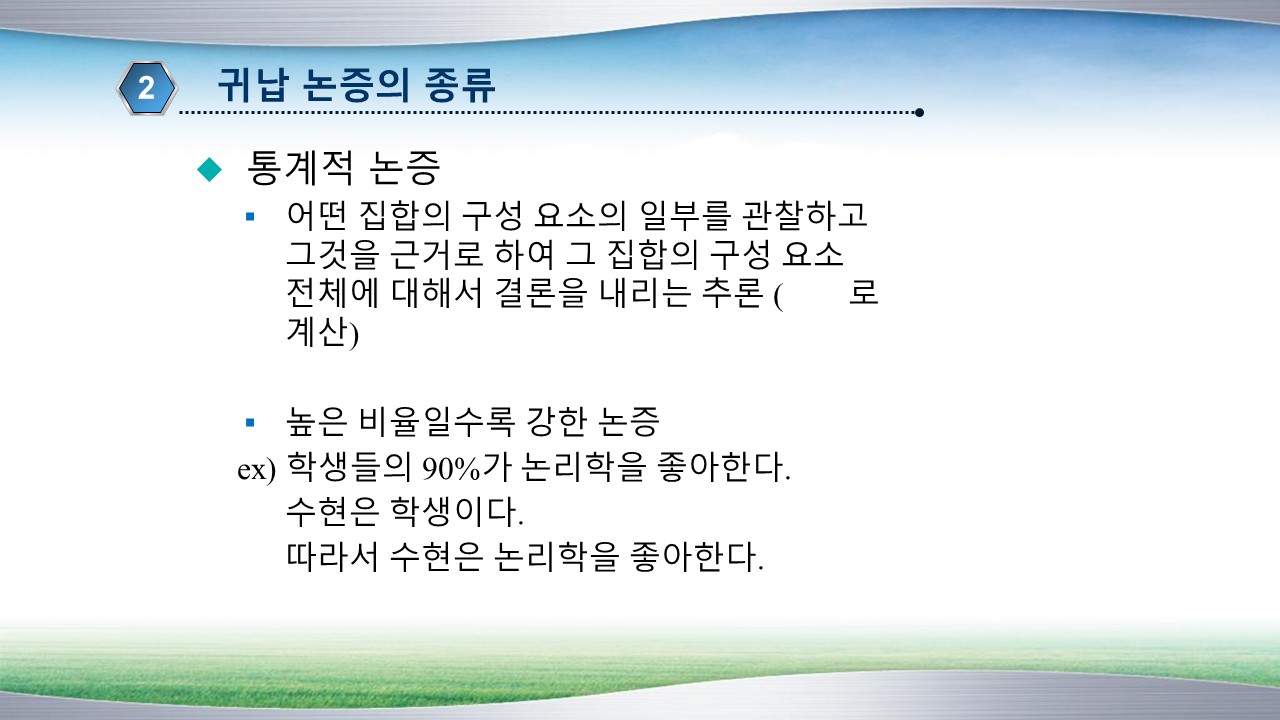 2 귀납 논증의 종류
통계적 논증
어떤 집합의 구성 요소의 일부를 관찰하고
그것을 근거로 하여 그 집합의 구성 요소
전체에 대해서 결론을 내리는 추론 (        로
계산)
높은 비율일수록 강한 논증
ex) 학생들의 90%가 논리학을 좋아한다.
수현은 학생이다.
따라서 수현은 논리학을 좋아한다.